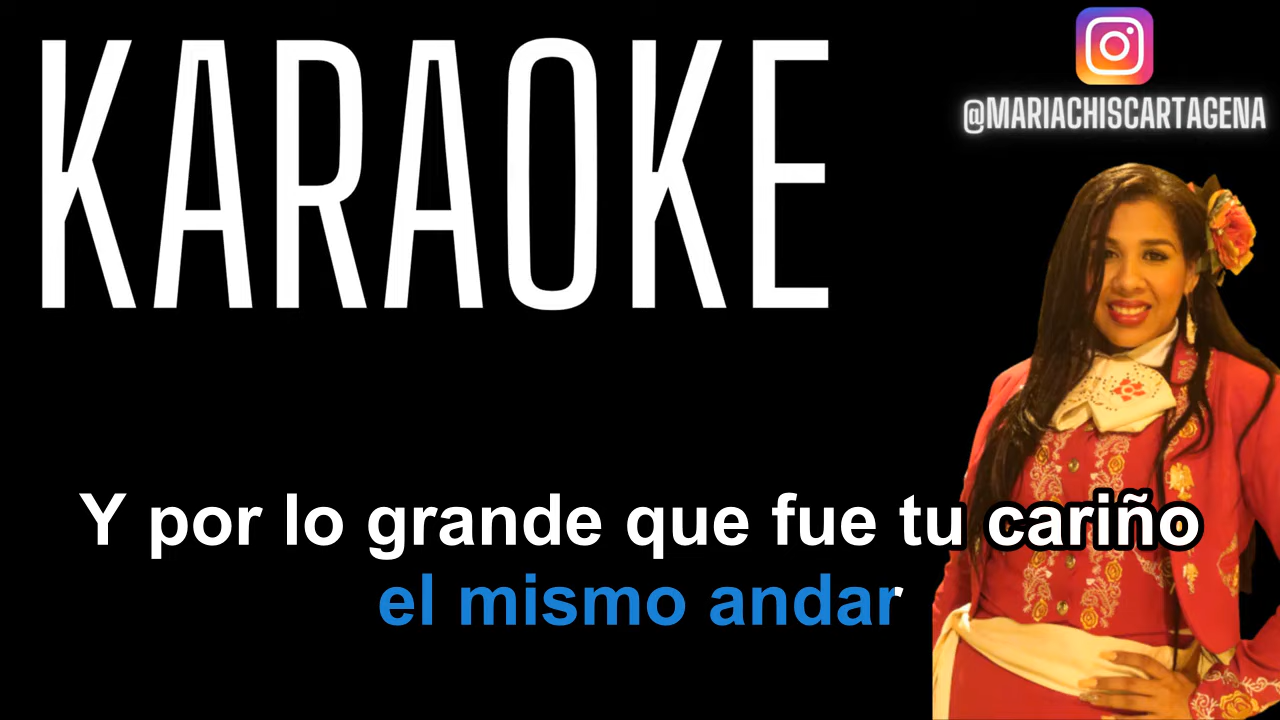 KARAOKE
@MARIACHISCARTAGENA
Y por lo grande que fue tu cariño
el mismo andar